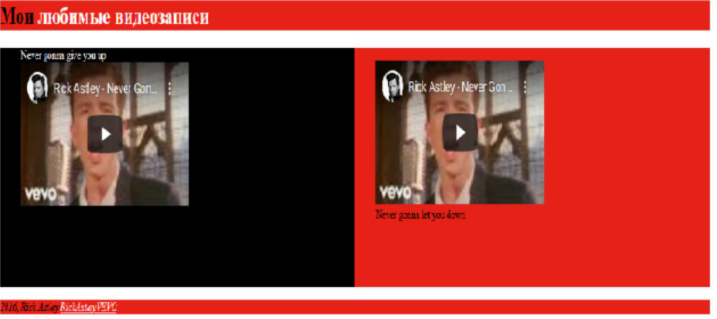 Мои любимые видеозаписи
Never gonna give you up
Rick Astley - Never Gon...
vevo
Rick Astley - Never Gon...
vevo
Never gonna let you down
2016, Rick Astley RickAstleyVEVO